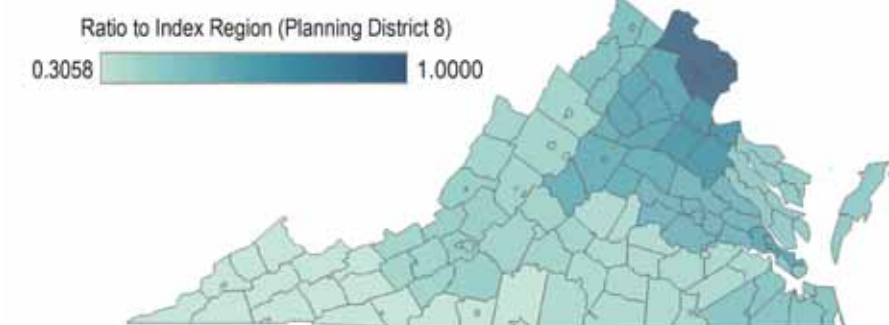 Ratio to Index Region (Planning District 8)
0.3058 1.0000